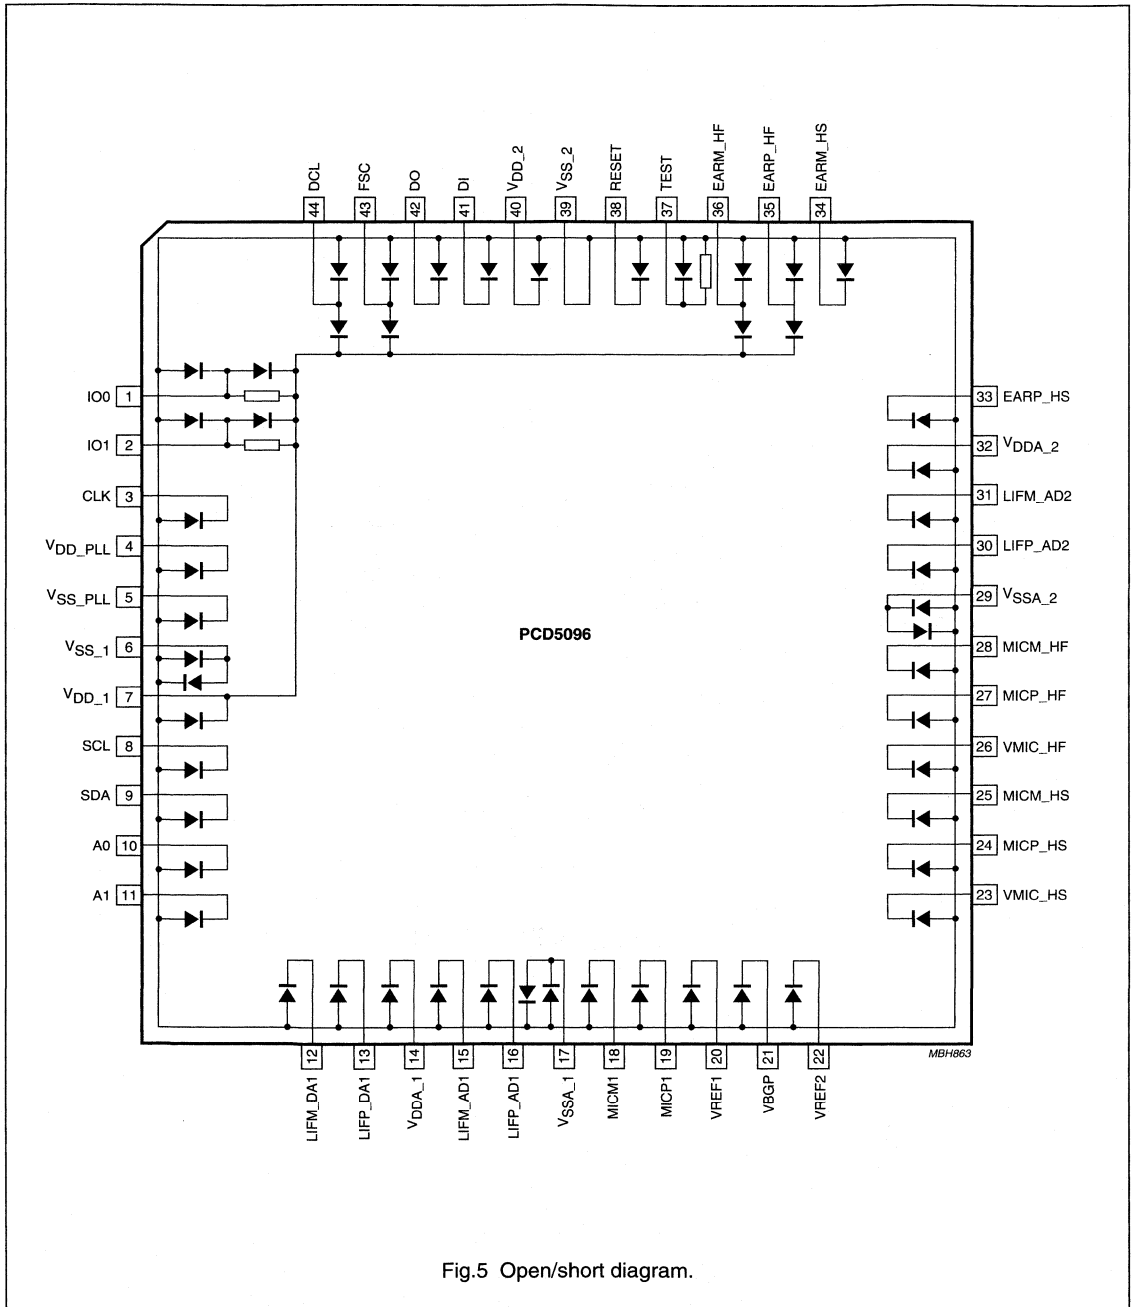 DCL
FSC
DO
DI
VDD_2
VSS_2
RESET
TEST
EARM_HF
EARP_HF
EARM_HS
44
43
42
41
40
39
38
37
36
35
34
IO0 1
IO1 2
CLK 3
VDD_PLL 4
VSS_PLL 5
VSS_1 6
VDD_1 7
SCL 8
SDA 9
A0 10
A1 11
PCD5096
33 EARP_HS
32 VDDA_2
31 LIFM_AD2
30 LIFP_AD2
29 VSSA_2
28 MICM_HF
27 MICP_HF
26 VMIC_HF
25 MICM_HS
24 MICP_HS
23 VMIC_HS
12
13
14
15
16
17
18
19
20
21
22
LIFM_DA1
LIFP_DA1
VDDA_1
LIFM_AD1
LIFP_AD1
VSSA_1
MICM1
MICP1
VREF1
VBGP
VREF2
MBH863
Fig.5 Open/short diagram.